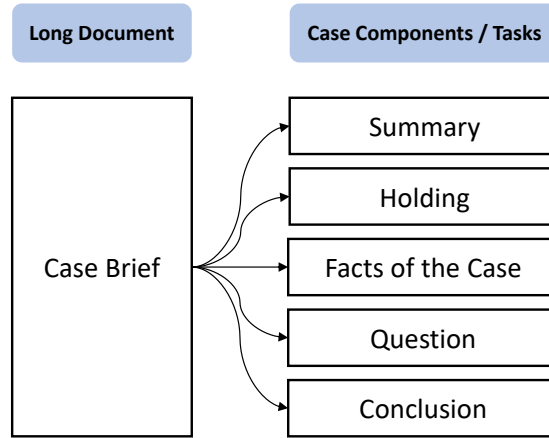 Long Document
Case Components / Tasks
Case Brief
Summary
Holding
Facts of the Case
Question
Conclusion